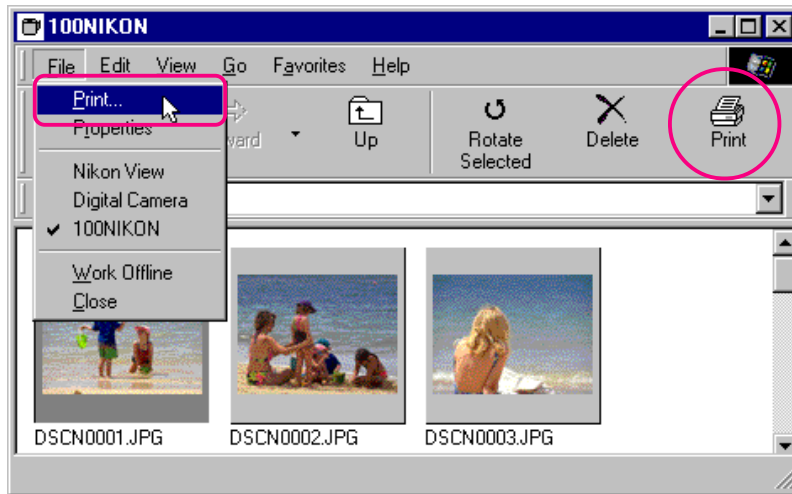 100NIKON
File Edit View Go Favorites Help
Print...
Properties
Nikon View
Digital Camera
100NIKON
Work Offline
Close
ward Up Rotate Selected Delete Print
DSCN0001.JPG DSCN0002.JPG DSCN0003.JPG